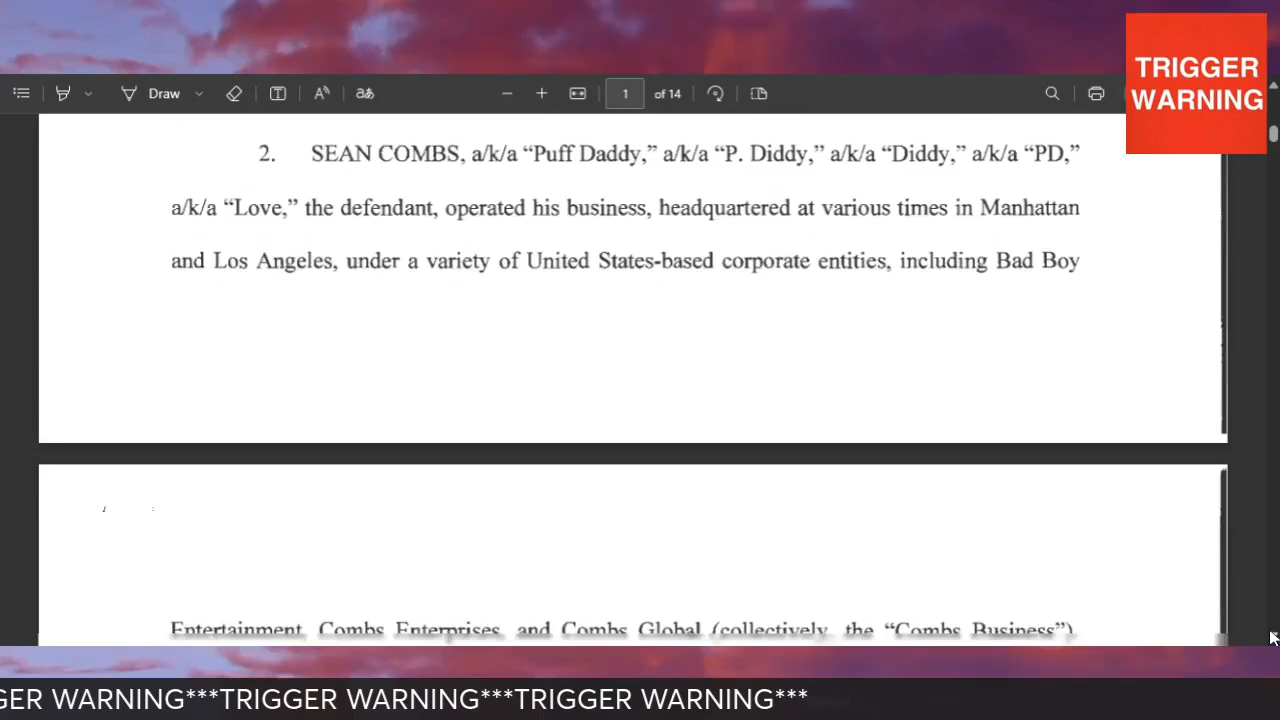 TRIGGER
WARNING
Draw
1 of 14
2. SEAN COMBS, a/k/a “Puff Daddy,” a/k/a “P. Diddy,” a/k/a “Diddy,” a/k/a “PD,”
a/k/a “Love,” the defendant, operated his business, headquartered at various times in Manhattan
and Los Angeles, under a variety of United States-based corporate entities, including Bad Boy
Entertainment, Combs Enterprises, and Combs Global (collectively, the “Combs Business”).
GER WARNING***TRIGGER WARNING***TRIGGER WARNING***